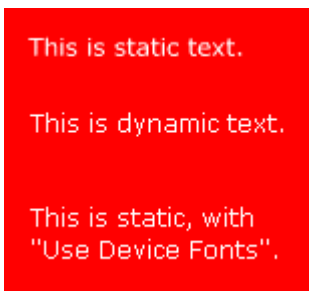 This is static text.
This is dynamic text.
This is static, with
"Use Device Fonts".